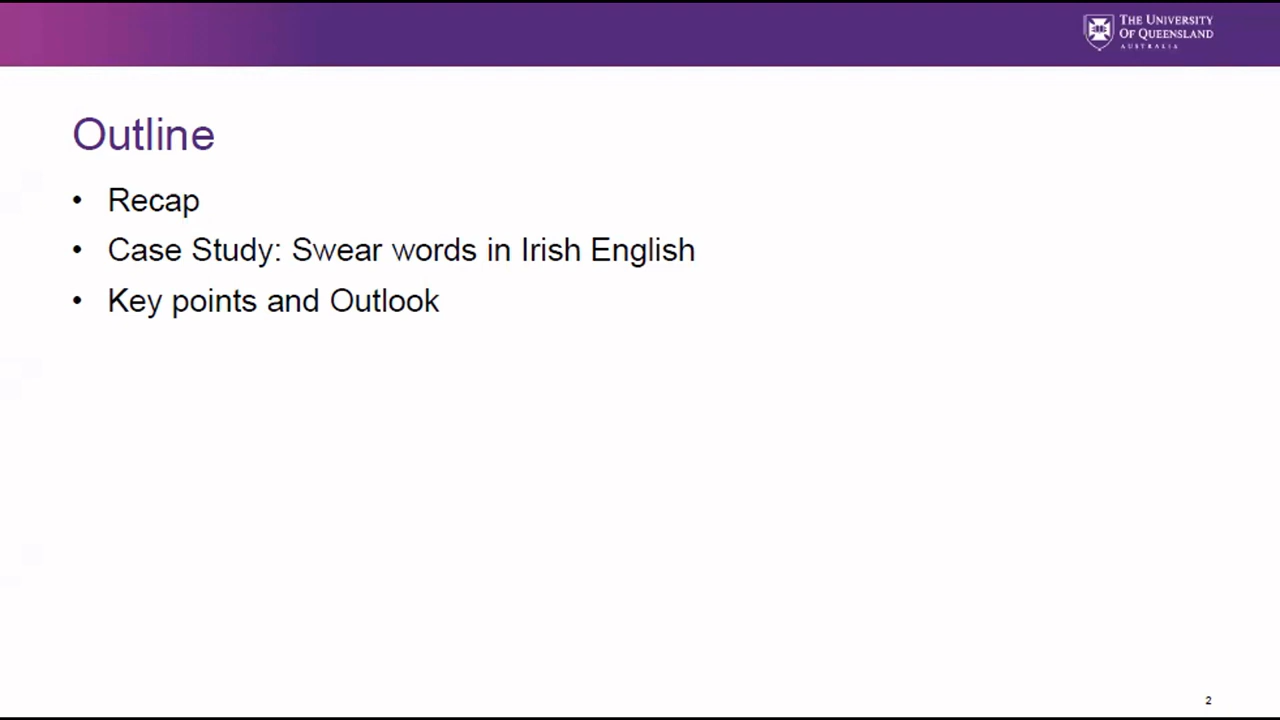 THE UNIVERSITY
OF QUEENSLAND
AUSTRALIA
Outline
• Recap
• Case Study: Swear words in Irish English
• Key points and Outlook
2